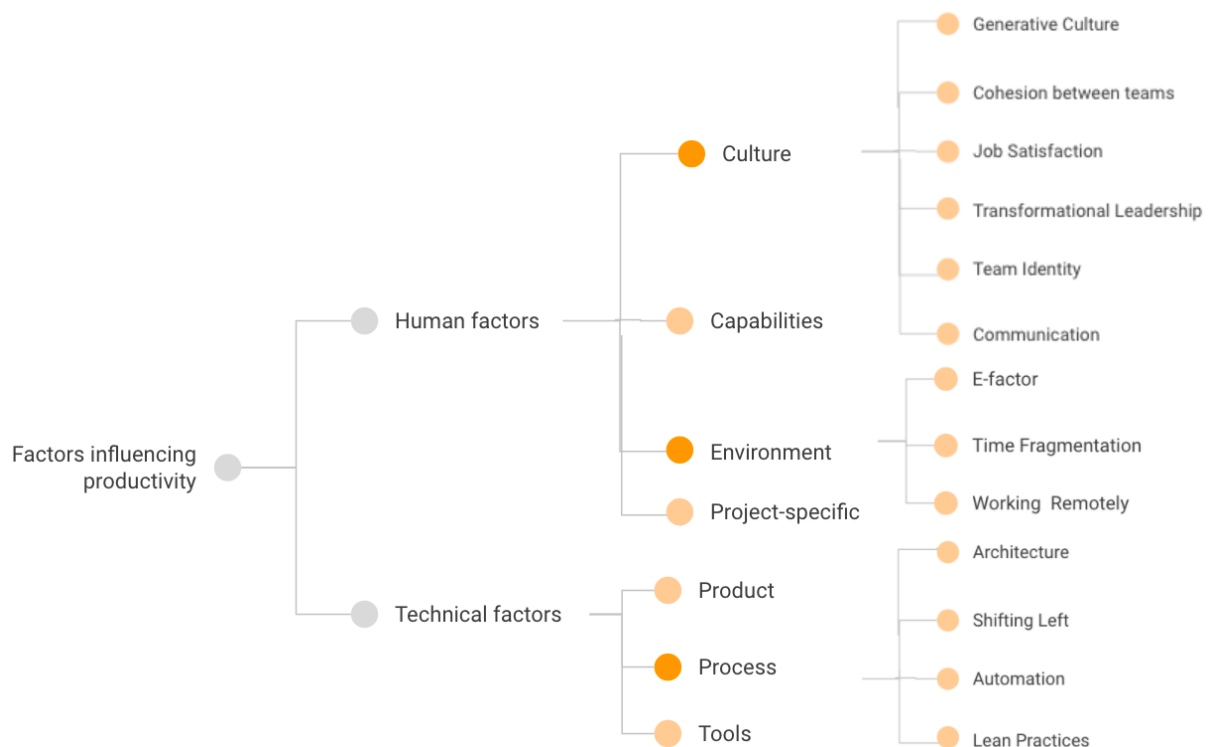 Factors influencing
productivity
Human factors
Culture
Generative Culture
Cohesion between teams
Job Satisfaction
Transformational Leadership
Team Identity
Communication
Capabilities
Environment
E-factor
Time Fragmentation
Working Remotely
Project-specific
Technical factors
Product
Process
Architecture
Shifting Left
Automation
Lean Practices
Tools